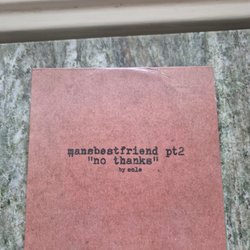 mansbestfriend pt2
"no thanks"
by sole